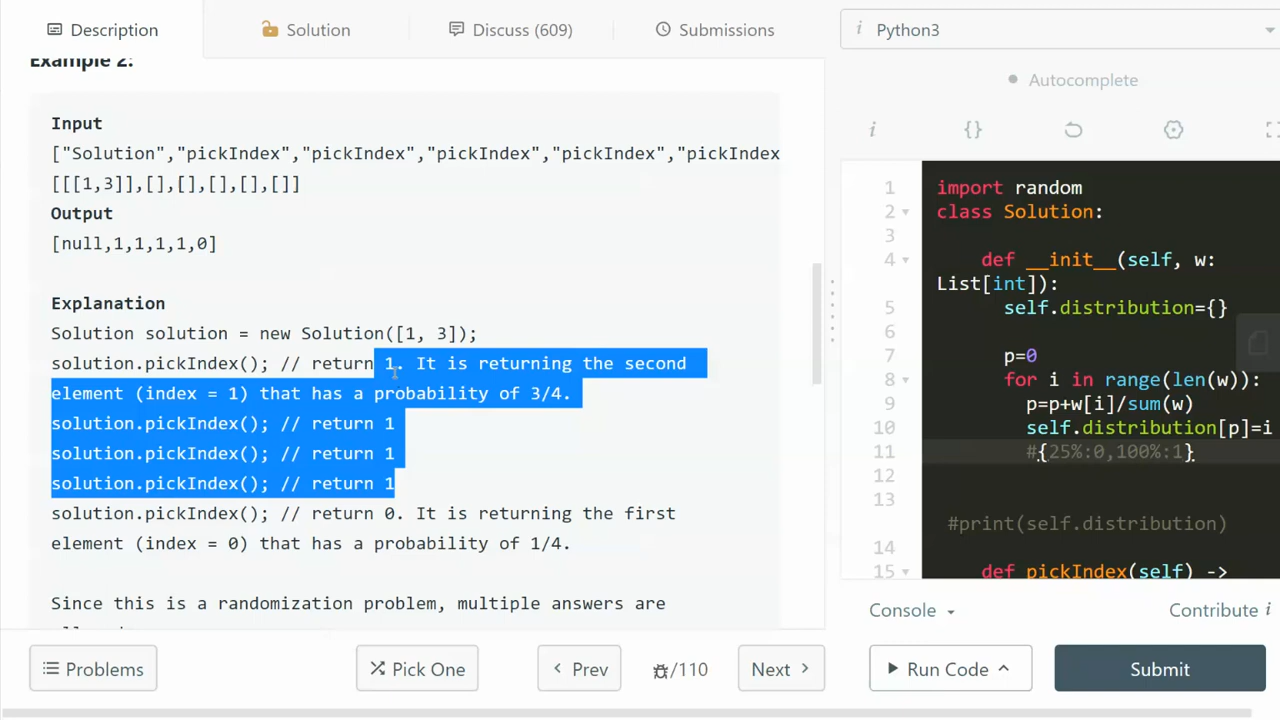 Description
Solution
Discuss (609)
Submissions
i Python3
Autocomplete
i {}
Example 2:
Input
["Solution","pickIndex","pickIndex","pickIndex","pickIndex","pickIndex
[[[1,3]],[],[],[],[],[]]
Output
[null,1,1,1,1,0]
Explanation
Solution solution = new Solution([1, 3]);
solution.pickIndex(); // return 1. It is returning the second
element (index = 1) that has a probability of 3/4.
solution.pickIndex(); // return 1
solution.pickIndex(); // return 1
solution.pickIndex(); // return 1
solution.pickIndex(); // return 0. It is returning the first
element (index = 0) that has a probability of 1/4.
Since this is a randomization problem, multiple answers are
1 import random
2 class Solution:
3
4 def __init__(self, w:
List[int]):
5 self.distribution={}
6
7 p=0
8 for i in range(len(w)):
9 p=p+w[i]/sum(w)
10 self.distribution[p]=i
11 #{25%:0,100%:1}
12
13
#print(self.distribution)
14
15 def pickIndex(self) ->
Console
Contribute i
Problems
Pick One
Prev
/110
Next
Run Code
Submit